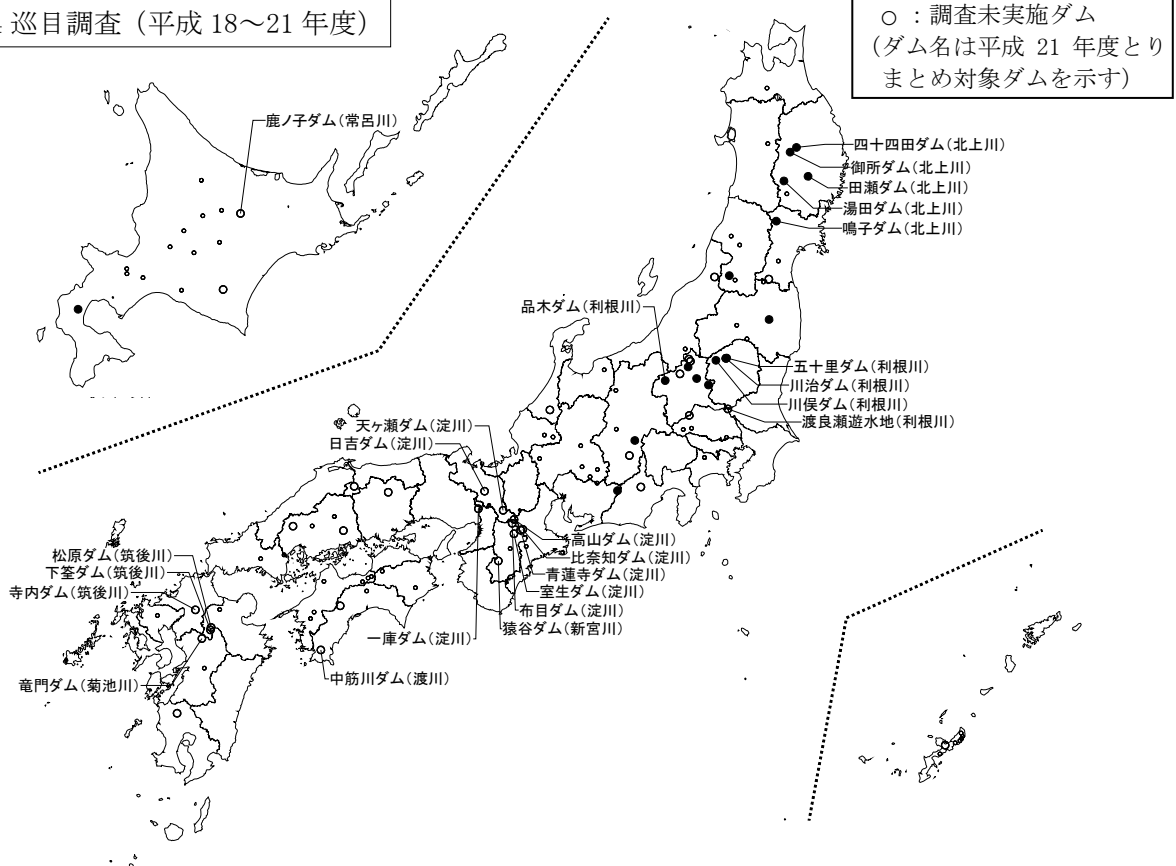 巡目調査(平成 18～21 年度)
○ :調査未実施ダム
(ダム名は平成 21 年度とり
まとめ対象ダムを示す)
鹿ノ子ダム(常呂川)
四十四田ダム(北上川)
御所ダム(北上川)
田瀬ダム(北上川)
湯田ダム(北上川)
鳴子ダム(北上川)
品木ダム(利根川)
五十里ダム(利根川)
川治ダム(利根川)
川俣ダム(利根川)
渡良瀬遊水地(利根川)
天ヶ瀬ダム(淀川)
日吉ダム(淀川)
高山ダム(淀川)
比奈知ダム(淀川)
青蓮寺ダム(淀川)
室生ダム(淀川)
布目ダム(淀川)
猿谷ダム(新宮川)
一庫ダム(淀川)
中筋川ダム(渡川)
松原ダム(筑後川)
下筌ダム(筑後川)
寺内ダム(筑後川)
竜門ダム(菊池川)